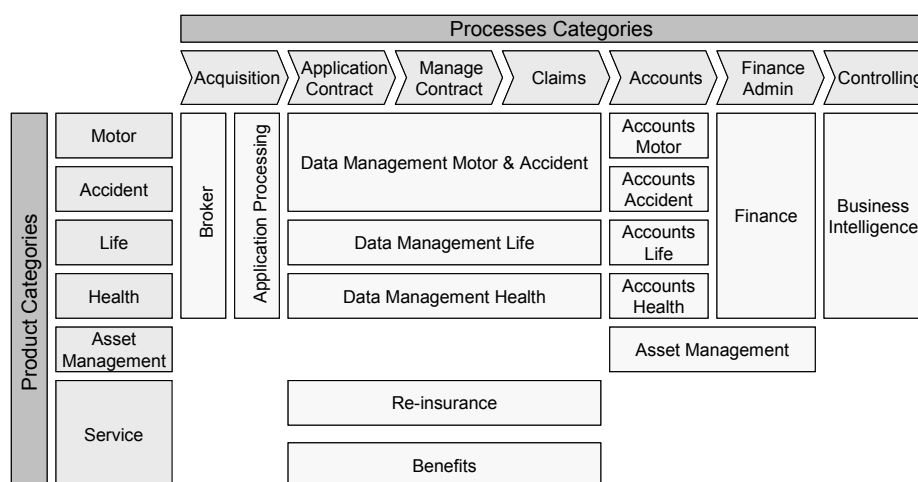 Processes Categories
Acquisition
Application
Contract
Manage
Contract
Claims
Accounts
Finance
Admin
Controlling
Product Categories
Motor
Accident
Life
Health
Asset
Management
Service
Broker
Application Processing
Data Management Motor & Accident
Data Management Life
Data Management Health
Accounts
Motor
Accounts
Accident
Accounts
Life
Accounts
Health
Finance
Business
Intelligence
Asset Management
Re-insurance
Benefits